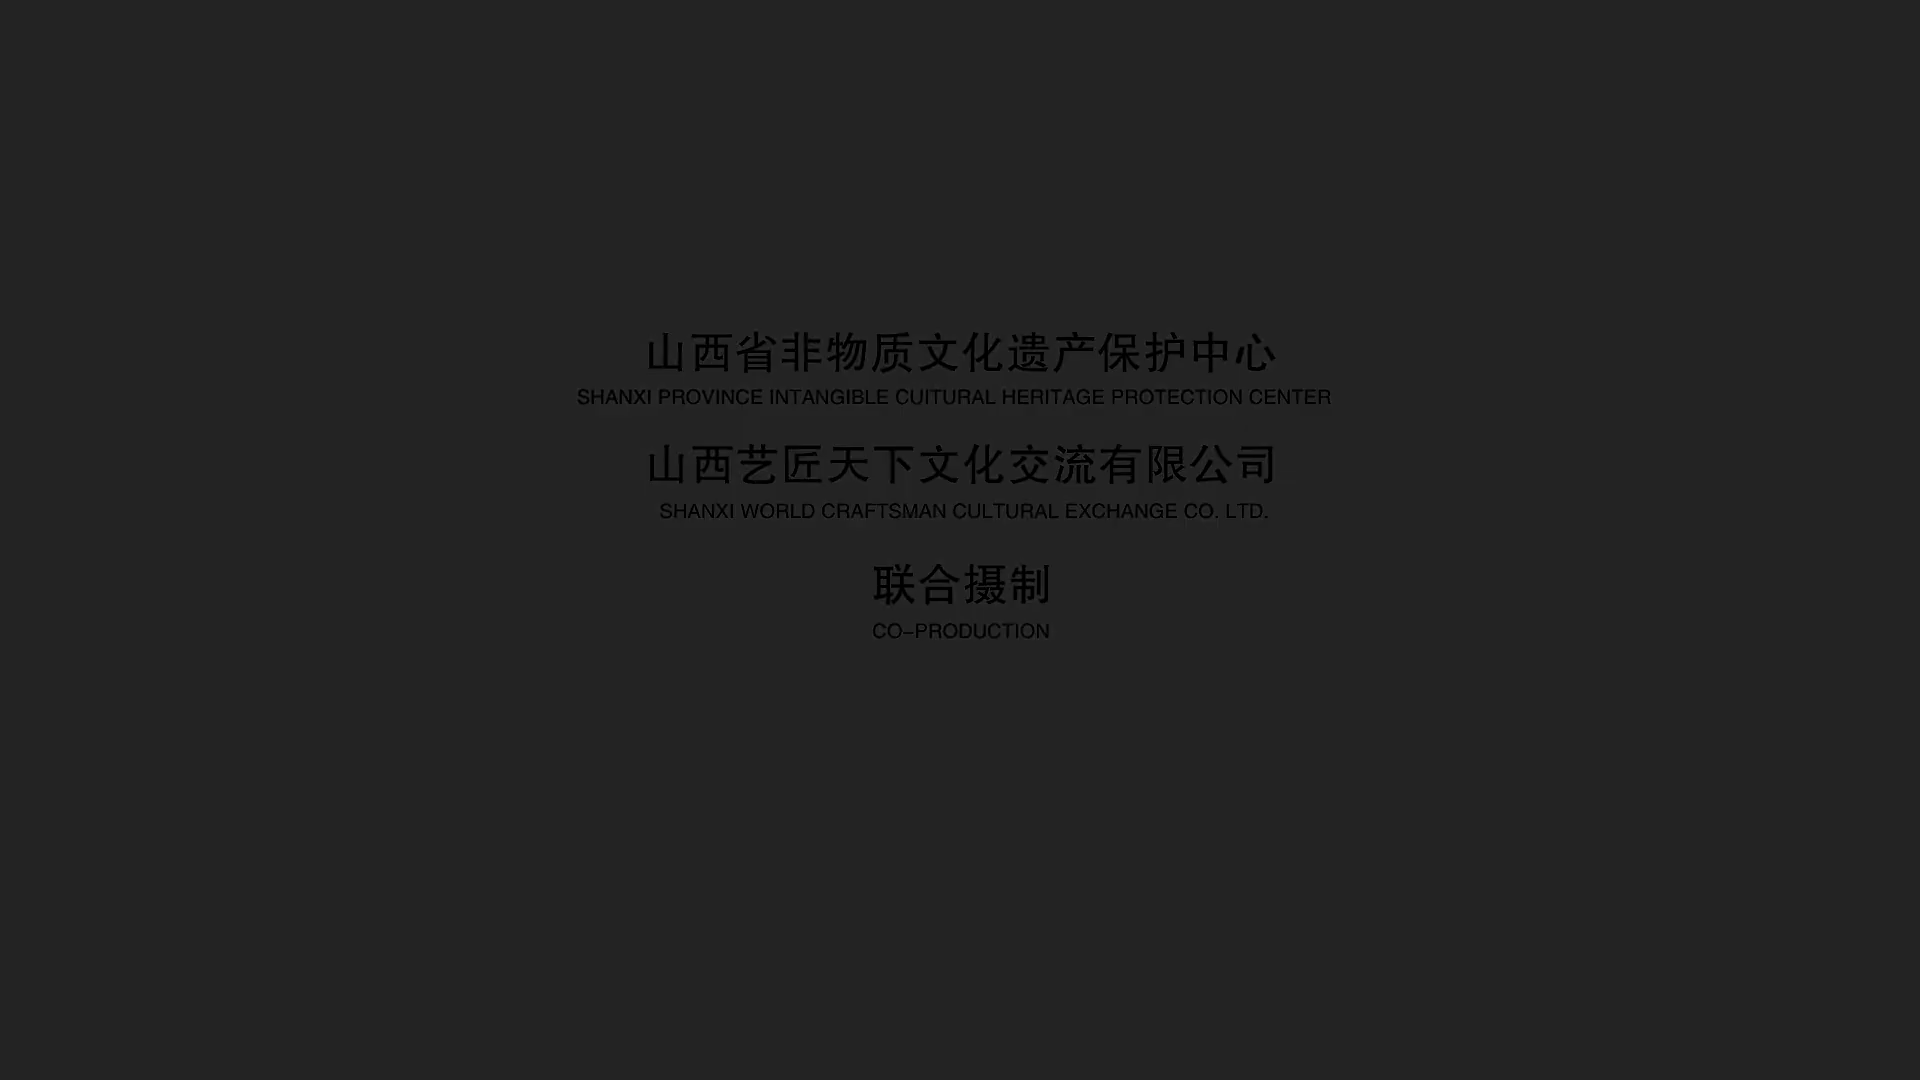 山西省非物质文化遗产保护中心
SHANXI PROVINCE INTANGIBLE CUITURAL HERITAGE PROTECTION CENTER
山西艺匠天下文化交流有限公司
SHANXI WORLD CRAFTSMAN CULTURAL EXCHANGE CO. LTD.
联合摄制
CO-PRODUCTION